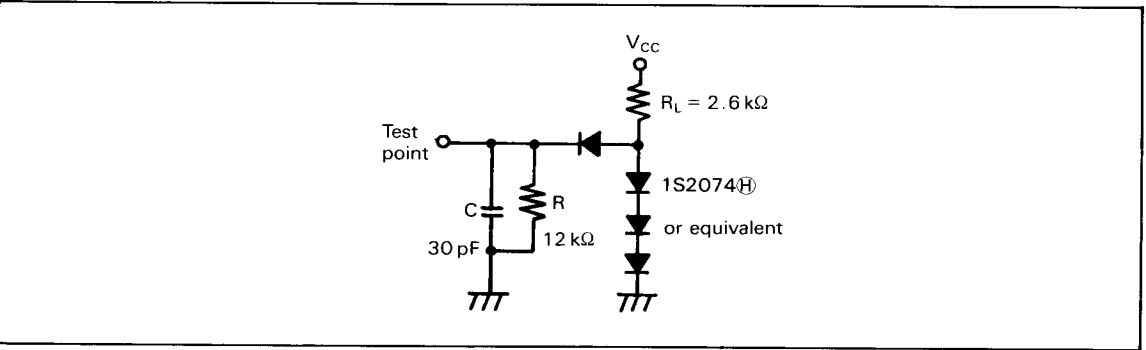 V_CC
R_L = 2.6 kΩ
Test
point
1S2074Ⓗ
C
R
or equivalent
30 pF
12 kΩ